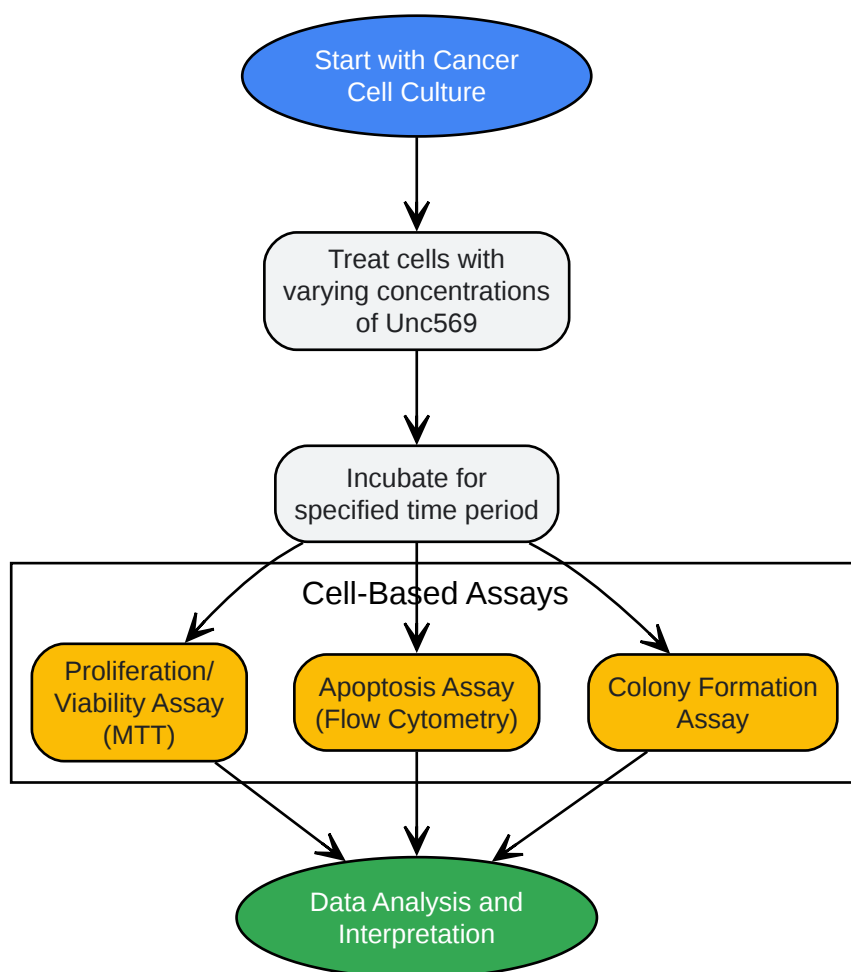 Start with Cancer
Cell Culture
Treat cells with
varying concentrations
of Unc569
Incubate for
specified time period
Cell-Based Assays
Proliferation/
Viability Assay
(MTT)
Apoptosis Assay
(Flow Cytometry)
Colony Formation
Assay
Data Analysis and
Interpretation